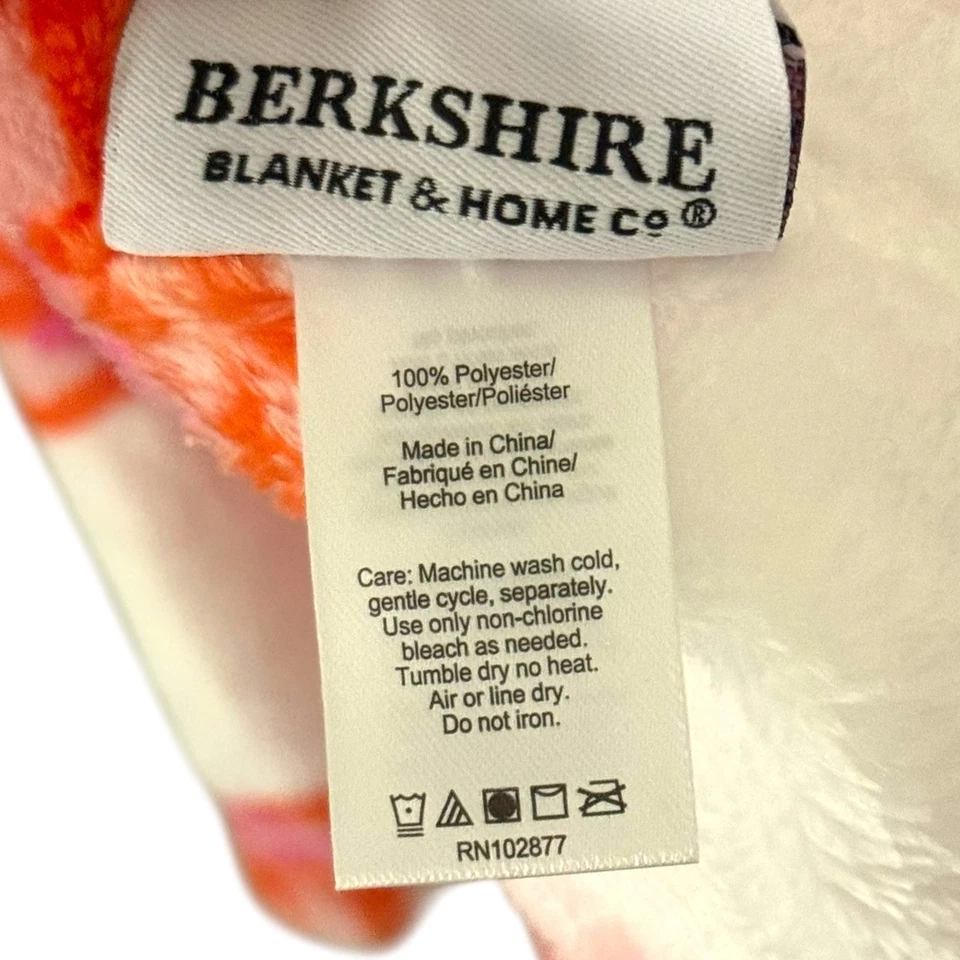 BERKSHIRE
BLANKET & HOME Cº®
100% Polyester/
Polyester/Poliéster
Made in China/
Fabriqué en Chine/
Hecho en China
Care: Machine wash cold,
gentle cycle, separately.
Use only non-chlorine
bleach as needed.
Tumble dry no heat.
Air or line dry.
Do not iron.
RN102877